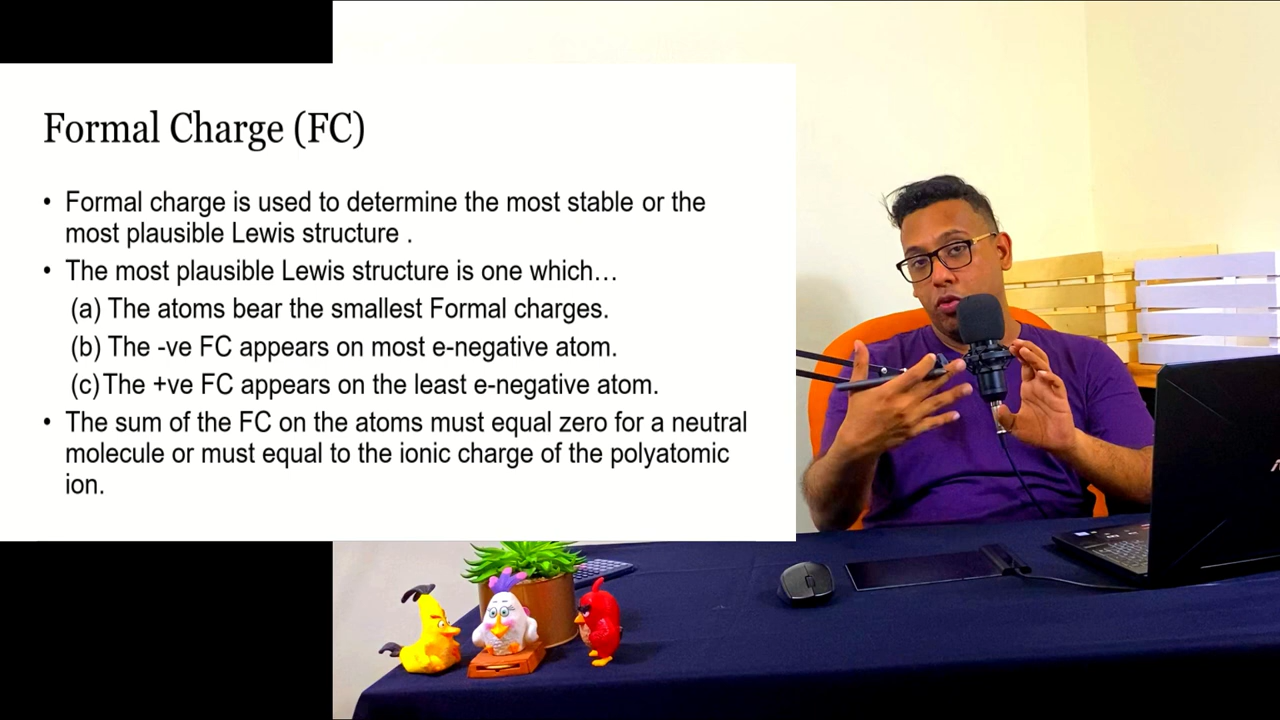 Formal Charge (FC)
• Formal charge is used to determine the most stable or the
most plausible Lewis structure .
• The most plausible Lewis structure is one which…
(a) The atoms bear the smallest Formal charges.
(b) The -ve FC appears on most e-negative atom.
(c) The +ve FC appears on the least e-negative atom.
• The sum of the FC on the atoms must equal zero for a neutral
molecule or must equal to the ionic charge of the polyatomic
ion.